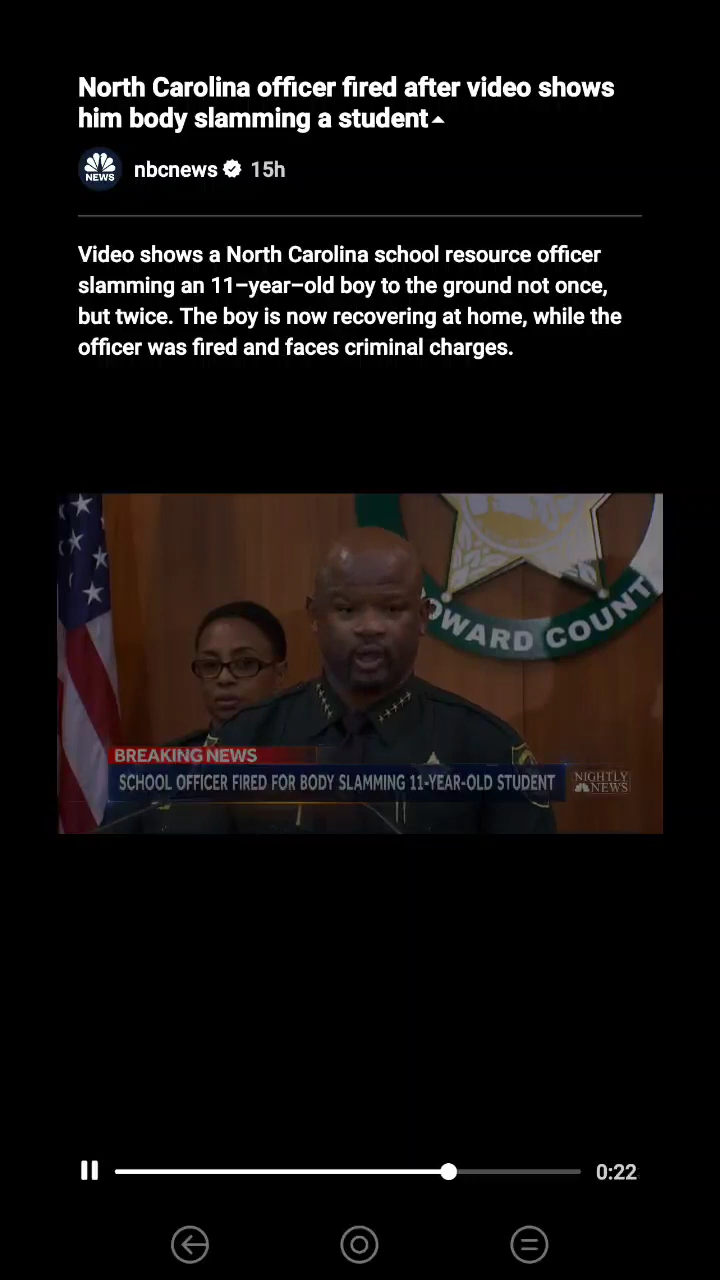 North Carolina officer fired after video shows
him body slamming a student
NEWS
nbcnews 15h
Video shows a North Carolina school resource officer
slamming an 11-year-old boy to the ground not once,
but twice. The boy is now recovering at home, while the
officer was fired and faces criminal charges.
OWARD COUNT
BREAKING NEWS
SCHOOL OFFICER FIRED FOR BODY SLAMMING 11-YEAR-OLD STUDENT
NIGHTLY
NEWS
0:22